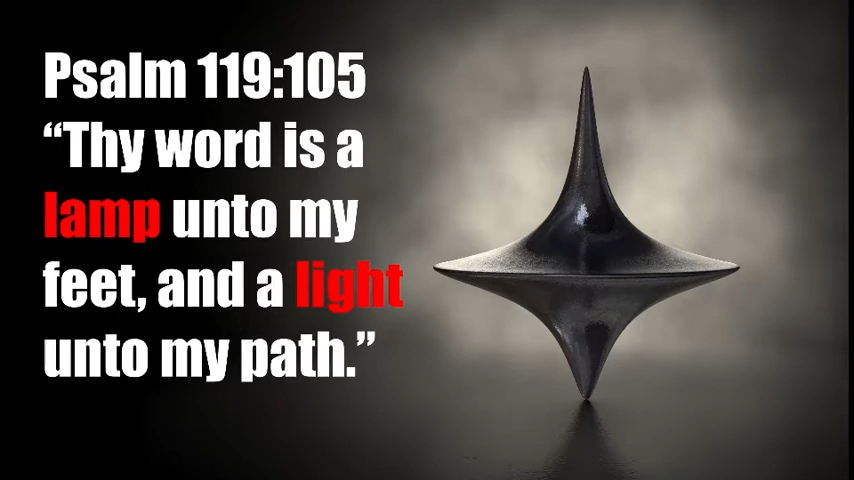 Psalm 119:105
“Thy word is a
lamp unto my
feet, and a light
unto my path.”